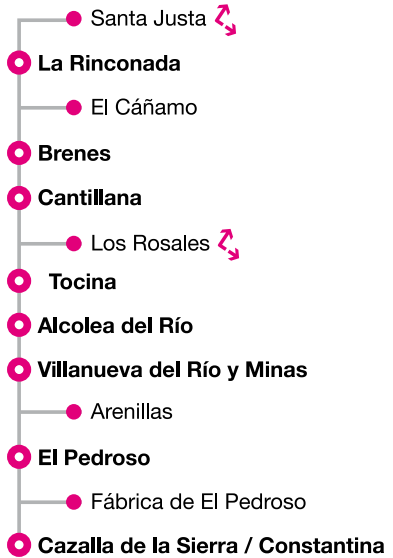 Santa Justa
La Rinconada
El Cáñamo
Brenes
Cantillana
Los Rosales
Tocina
Alcolea del Río
Villanueva del Río y Minas
Arenillas
El Pedroso
Fábrica de El Pedroso
Cazalla de la Sierra / Constantina